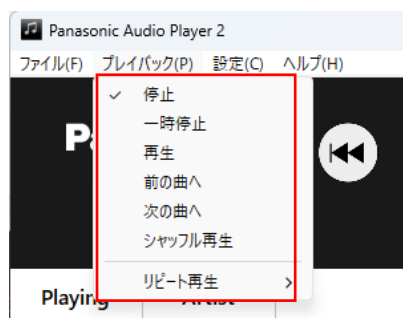 Panasonic Audio Player 2
ファイル(F) プレイバック(P) 設定(C) ヘルプ(H)
停止
一時停止
再生
前の曲へ
次の曲へ
シャッフル再生
リピート再生